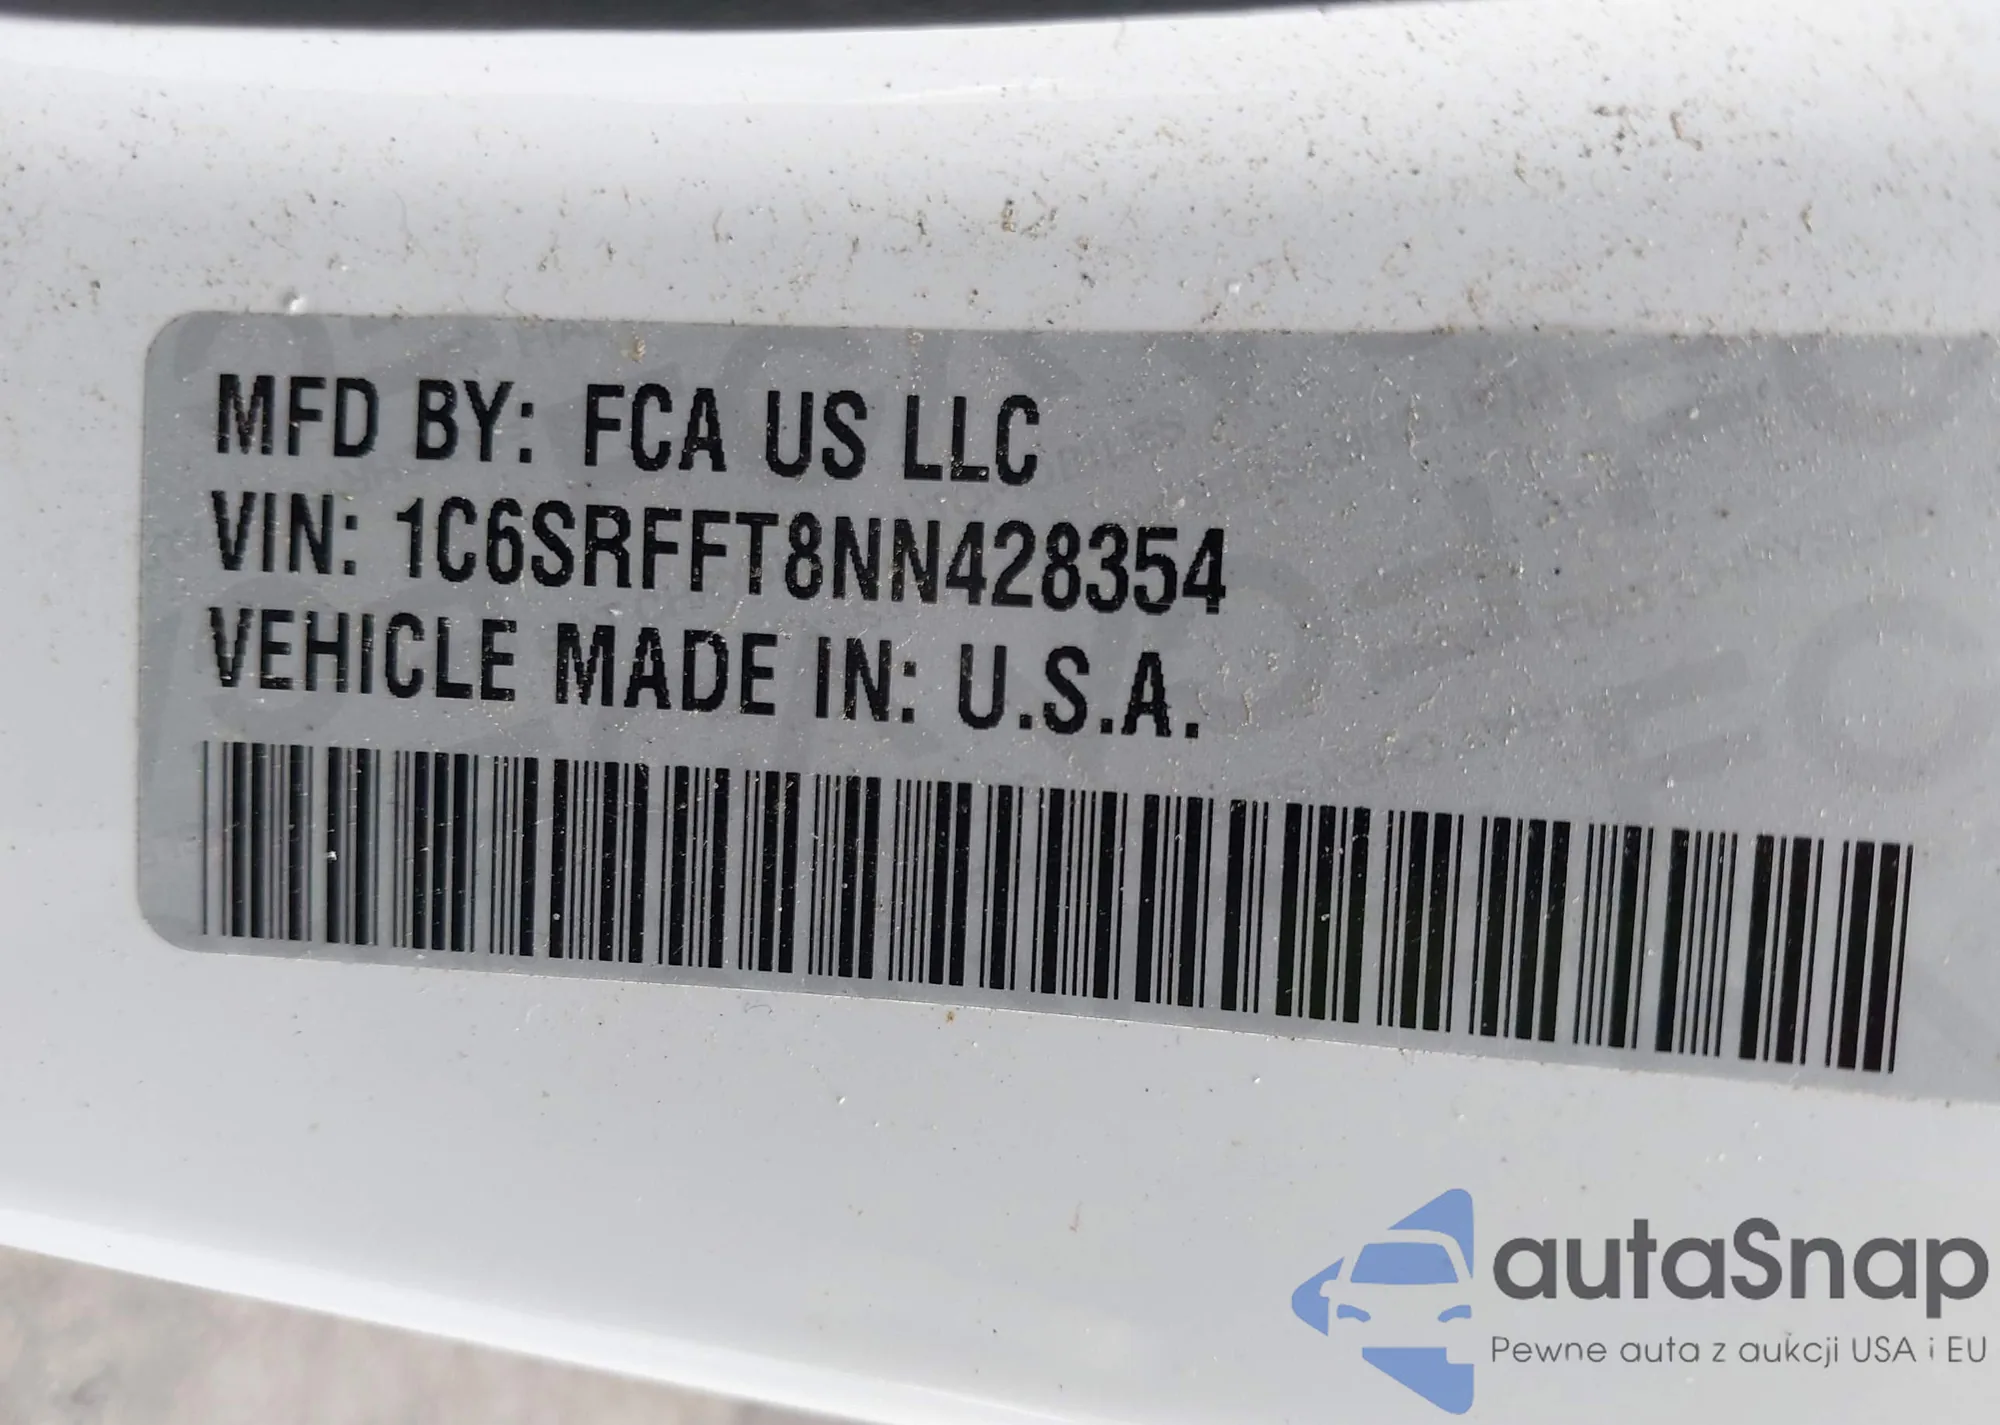 MFD BY: FCA US LLC
VIN: 1C6SRFFT8NN428354
VEHICLE MADE IN: U.S.A.
autaSnap
Pewne auta z aukcji USA i EU